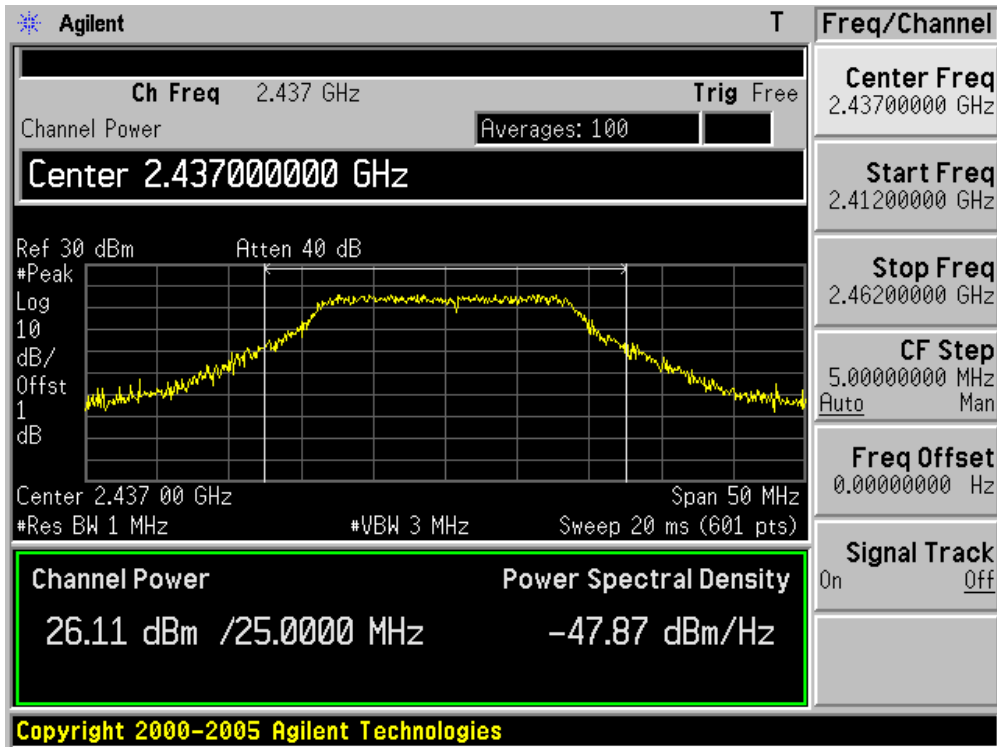 Agilent T
Ch Freq 2.437 GHz Trig Free
Channel Power Averages: 100
Center 2.437000000 GHz
Ref 30 dBm Atten 40 dB
#Peak
Log
10
dB/
Offst
1
dB
Center 2.437 00 GHz Span 50 MHz
#Res BW 1 MHz #VBW 3 MHz Sweep 20 ms (601 pts)
Channel Power Power Spectral Density
26.11 dBm /25.0000 MHz -47.87 dBm/Hz
Copyright 2000-2005 Agilent Technologies
Freq/Channel
Center Freq
2.43700000 GHz
Start Freq
2.41200000 GHz
Stop Freq
2.46200000 GHz
CF Step
5.00000000 MHz
Auto Man
Freq Offset
0.00000000 Hz
Signal Track
On Off